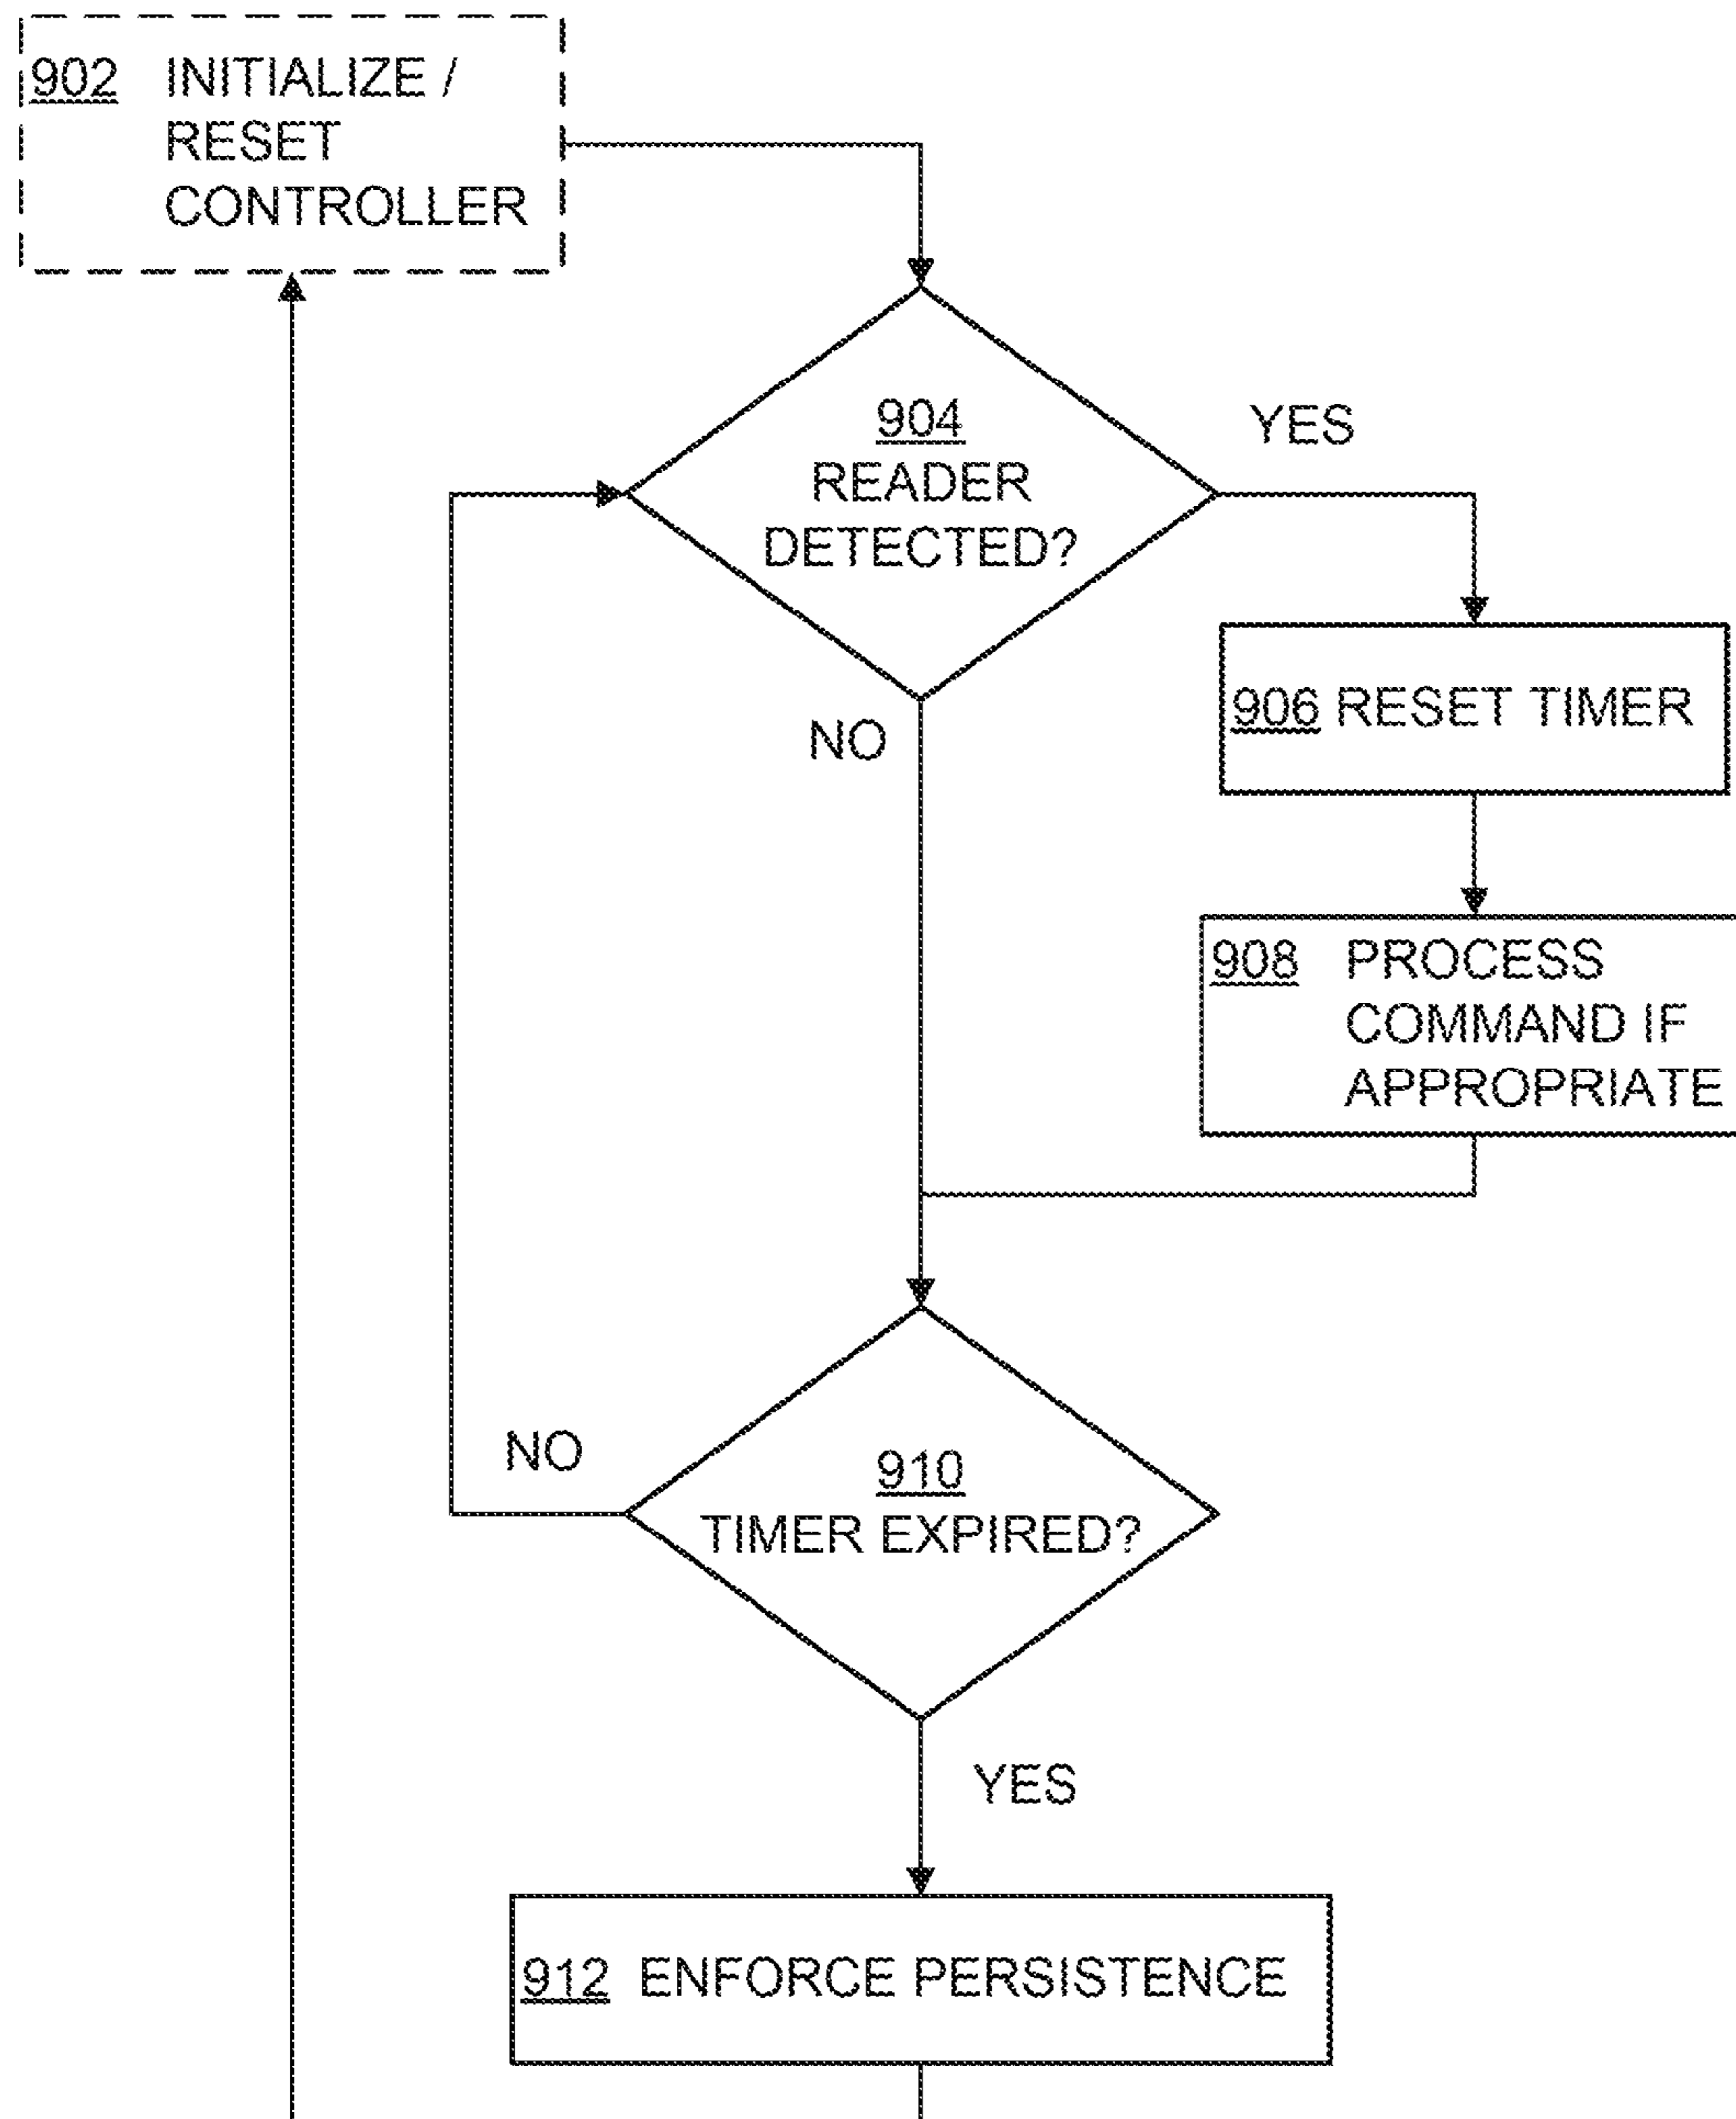 902 INITIALIZE /
RESET
CONTROLLER
904
READER
DETECTED?
YES
NO
906 RESET TIMER
908 PROCESS
COMMAND IF
APPROPRIATE
910
TIMER EXPIRED?
NO
YES
912 ENFORCE PERSISTENCE